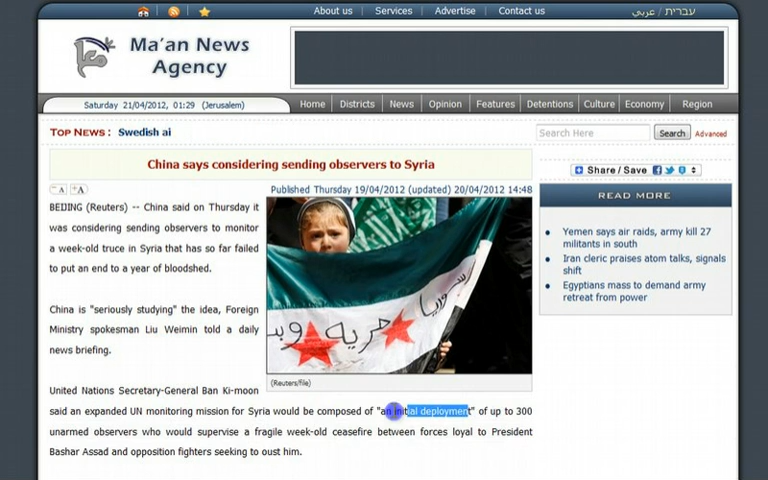 About us | Services | Advertise | Contact us
עברית / عربي
Ma'an News
Agency
Saturday 21/04/2012, 01:29 (Jerusalem)
Home | Districts | News | Opinion | Features | Detentions | Culture | Economy | Region
TOP NEWS : Swedish ai
Search Here
Search
Advanced
China says considering sending observers to Syria
Share / Save
- A
+A
Published Thursday 19/04/2012 (updated) 20/04/2012 14:48
READ MORE
BEIJING (Reuters) -- China said on Thursday it
was considering sending observers to monitor
a week-old truce in Syria that has so far failed
to put an end to a year of bloodshed.
China is "seriously studying" the idea, Foreign
Ministry spokesman Liu Weimin told a daily
news briefing.
سوريا
حريه
(Reuters/file)
United Nations Secretary-General Ban Ki-moon
said an expanded UN monitoring mission for Syria would be composed of "an initial deployment" of up to 300
unarmed observers who would supervise a fragile week-old ceasefire between forces loyal to President
Bashar Assad and opposition fighters seeking to oust him.
Yemen says air raids, army kill 27
militants in south
Iran cleric praises atom talks, signals
shift
Egyptians mass to demand army
retreat from power